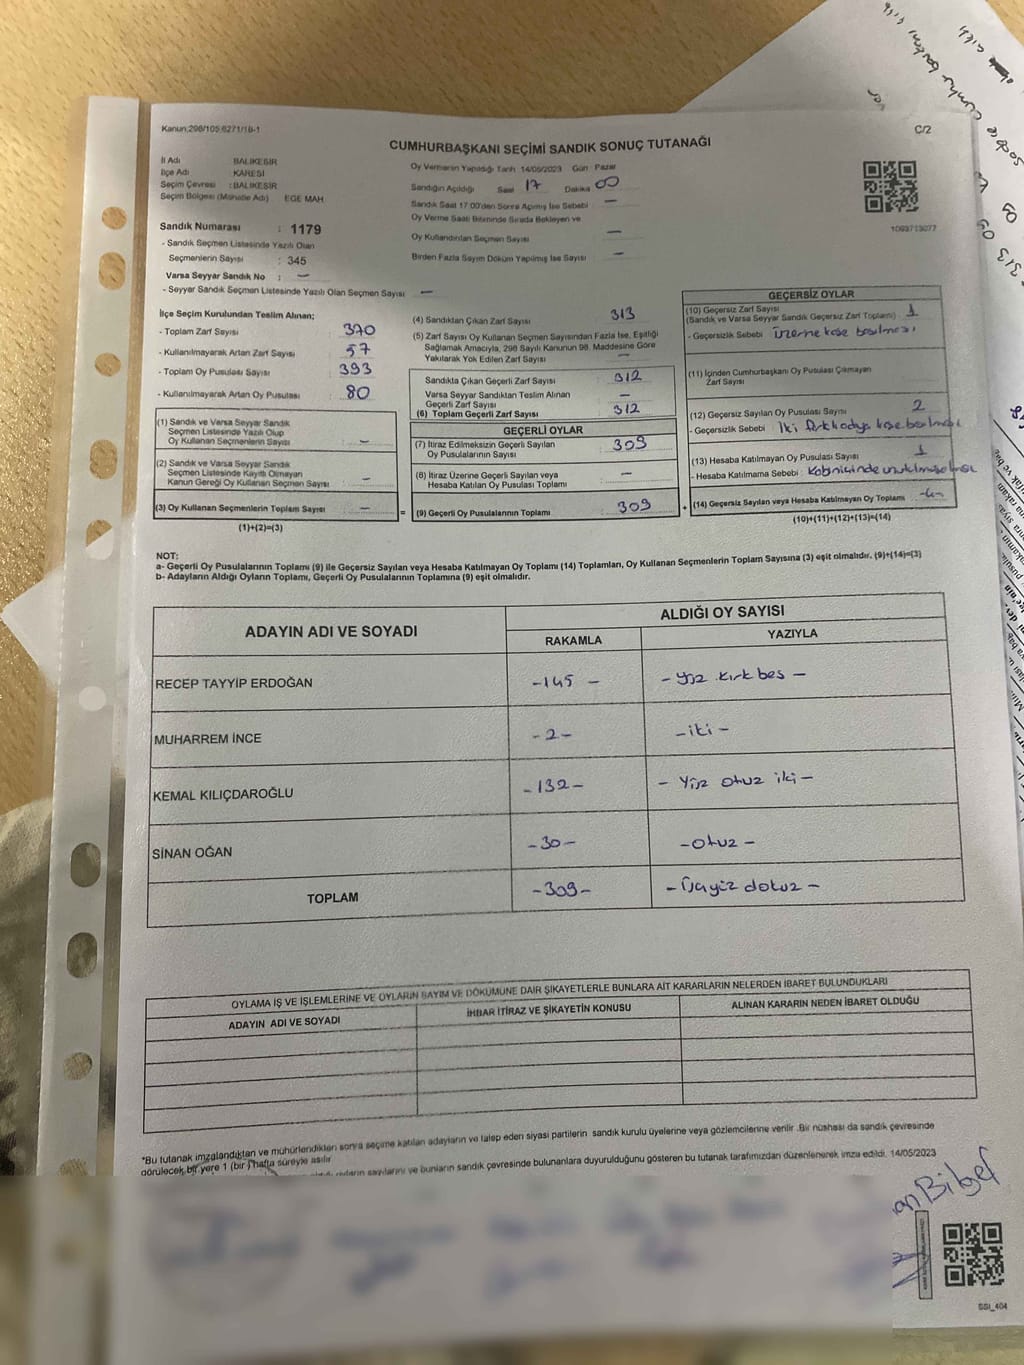 Kanun:298/105,6271/18-1
C/2
CUMHURBAŞKANI SEÇİMİ SANDIK SONUÇ TUTANAĞI
İl Adı BALIKESİR
İlçe Adı KARESİ
Seçim Çevresi : BALIKESİR
Seçim Bölgesi (Mahalle Adı) EGE MAH
Oy Vermenin Yapıldığı Tarih 14/05/2023 Gün Pazar
Sandığın Açıldığı Saat 17 Dakika 00
Sandık Saat 17:00'den Sonra Açılmış İse Sebebi —
Oy Verme Saati Bitiminde Sırada Bekleyen ve
Oy Kullandırılan Seçmen Sayısı —
Birden Fazla Sayım Döküm Yapılmış İse Sayısı —
1093713077
Sandık Numarası : 1179
- Sandık Seçmen Listesinde Yazılı Olan
Seçmenlerin Sayısı : 345
Varsa Seyyar Sandık No : —
- Seyyar Sandık Seçmen Listesinde Yazılı Olan Seçmen Sayısı —
İlçe Seçim Kurulundan Teslim Alınan;
- Toplam Zarf Sayısı 370
- Kullanılmayarak Artan Zarf Sayısı 57
- Toplam Oy Pusulası Sayısı 393
- Kullanılmayarak Artan Oy Pusulası 80
(1) Sandık ve Varsa Seyyar Sandık
Seçmen Listesinde Yazılı Olup
Oy Kullanan Seçmenlerin Sayısı —
(2) Sandık ve Varsa Seyyar Sandık
Seçmen Listesinde Kayıtlı Olmayan
Kanun Gereği Oy Kullanan Seçmen Sayısı —
(3) Oy Kullanan Seçmenlerin Toplam Sayısı —
(1)+(2)=(3)
(4) Sandıktan Çıkan Zarf Sayısı 313
(5) Zarf Sayısı Oy Kullanan Seçmen Sayısından Fazla İse, Eşitliği
Sağlamak Amacıyla, 298 Sayılı Kanunun 98. Maddesine Göre
Yakılarak Yok Edilen Zarf Sayısı —
Sandıkta Çıkan Geçerli Zarf Sayısı 312
Varsa Seyyar Sandıktan Teslim Alınan
Geçerli Zarf Sayısı —
(6) Toplam Geçerli Zarf Sayısı 312
GEÇERLİ OYLAR
(7) İtiraz Edilmeksizin Geçerli Sayılan
Oy Pusulalarının Sayısı 309
(8) İtiraz Üzerine Geçerli Sayılan veya
Hesaba Katılan Oy Pusulası Toplamı —
= (9) Geçerli Oy Pusulalarının Toplamı 309
GEÇERSİZ OYLAR
(10) Geçersiz Zarf Sayısı
(Sandık ve Varsa Seyyar Sandık Geçersiz Zarf Toplamı) 1
- Geçersizlik Sebebi üzerine kaşe basılması
(11) İçinden Cumhurbaşkanı Oy Pusulası Çıkmayan
Zarf Sayısı
(12) Geçersiz Sayılan Oy Pusulası Sayısı 2
- Geçersizlik Sebebi İki farklı adaya kaşe basılması
(13) Hesaba Katılmayan Oy Pusulası Sayısı 1
- Hesaba Katılmama Sebebi Kabin içinde unutulmuş olması
+ (14) Geçersiz Sayılan veya Hesaba Katılmayan Oy Toplamı -4-
(10)+(11)+(12)+(13)=(14)
NOT:
a- Geçerli Oy Pusulalarının Toplamı (9) ile Geçersiz Sayılan veya Hesaba Katılmayan Oy Toplamı (14) Toplamları, Oy Kullanan Seçmenlerin Toplam Sayısına (3) eşit olmalıdır. (9)+(14)=(3)
b- Adayların Aldığı Oyların Toplamı, Geçerli Oy Pusulalarının Toplamına (9) eşit olmalıdır.
ADAYIN ADI VE SOYADI
ALDIĞI OY SAYISI
RAKAMLA YAZIYLA
RECEP TAYYİP ERDOĞAN -145 - - Yüz kırk beş -
MUHARREM İNCE -2- -iki-
KEMAL KILIÇDAROĞLU -132- - Yüz otuz iki -
SİNAN OĞAN -30- -otuz-
TOPLAM -309- -Üçyüz dokuz-
OYLAMA İŞ VE İŞLEMLERİNE VE OYLARIN SAYIM VE DÖKÜMÜNE DAİR ŞİKAYETLERLE BUNLARA AİT KARARLARIN NELERDEN İBARET BULUNDUKLARI
ADAYIN ADI VE SOYADI İHBAR İTİRAZ VE ŞİKAYETİN KONUSU ALINAN KARARIN NEDEN İBARET OLDUĞU
*Bu tutanak imzalandıktan ve mühürlendikten sonra seçime katılan adayların ve talep eden siyasi partilerin sandık kurulu üyelerine veya gözlemcilerine verilir. Bir nüshası da sandık çevresinde
görülecek bir yere 1 (bir) hafta süreyle asılır
oyların sayılarını ve bunların sandık çevresinde bulunanlara duyurulduğunu gösteren bu tutanak tarafımızdan düzenlenerek imza edildi. 14/05/2023
SSI_404